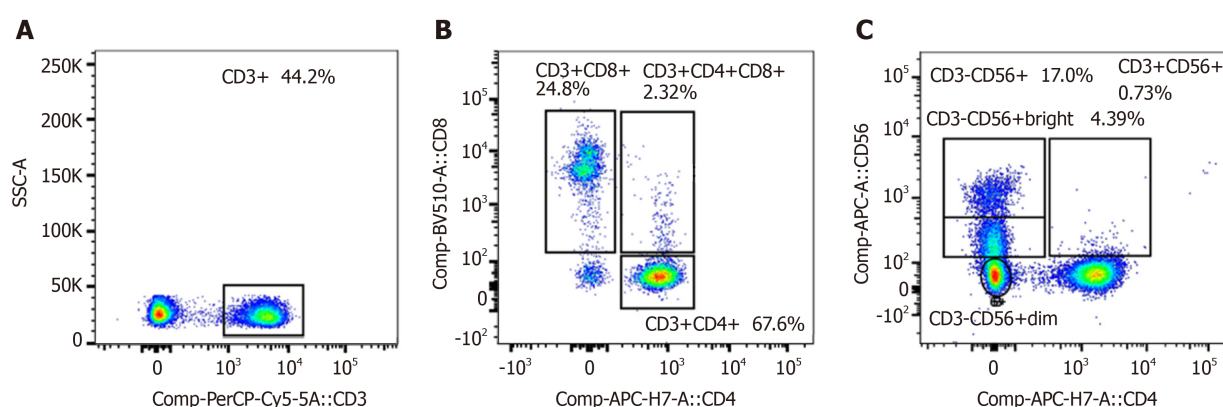 A
250K
200K
150K
100K
50K
0
SSC-A
CD3+ 44.2%
0 10³ 10⁴ 10⁵
Comp-PerCP-Cy5-5A::CD3
B
10⁵
10⁴
10³
10²
0
-10²
Comp-BV510-A::CD8
CD3+CD8+
24.8%
CD3+CD4+CD8+
2.32%
CD3+CD4+ 67.6%
-10³ 0 10³ 10⁴ 10⁵
Comp-APC-H7-A::CD4
C
10⁵
10⁴
10³
10²
0
-10²
Comp-APC-A::CD56
CD3-CD56+ 17.0%
CD3+CD56+
0.73%
CD3-CD56+bright 4.39%
CD3-CD56+dim
0 10³ 10⁴ 10⁵
Comp-APC-H7-A::CD4